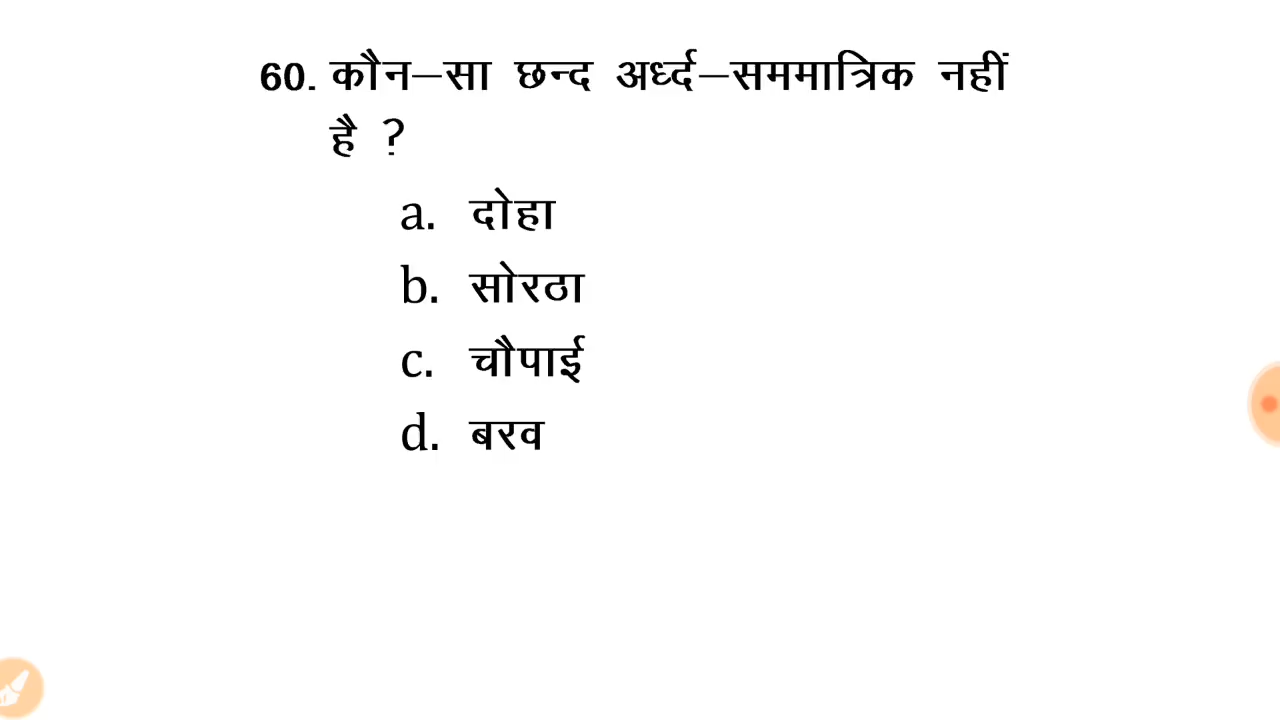 60. कौन–सा छन्द अर्ध्द–सममात्रिक नहीं
है ?
a. दोहा
b. सोरठा
c. चौपाई
d. बरव